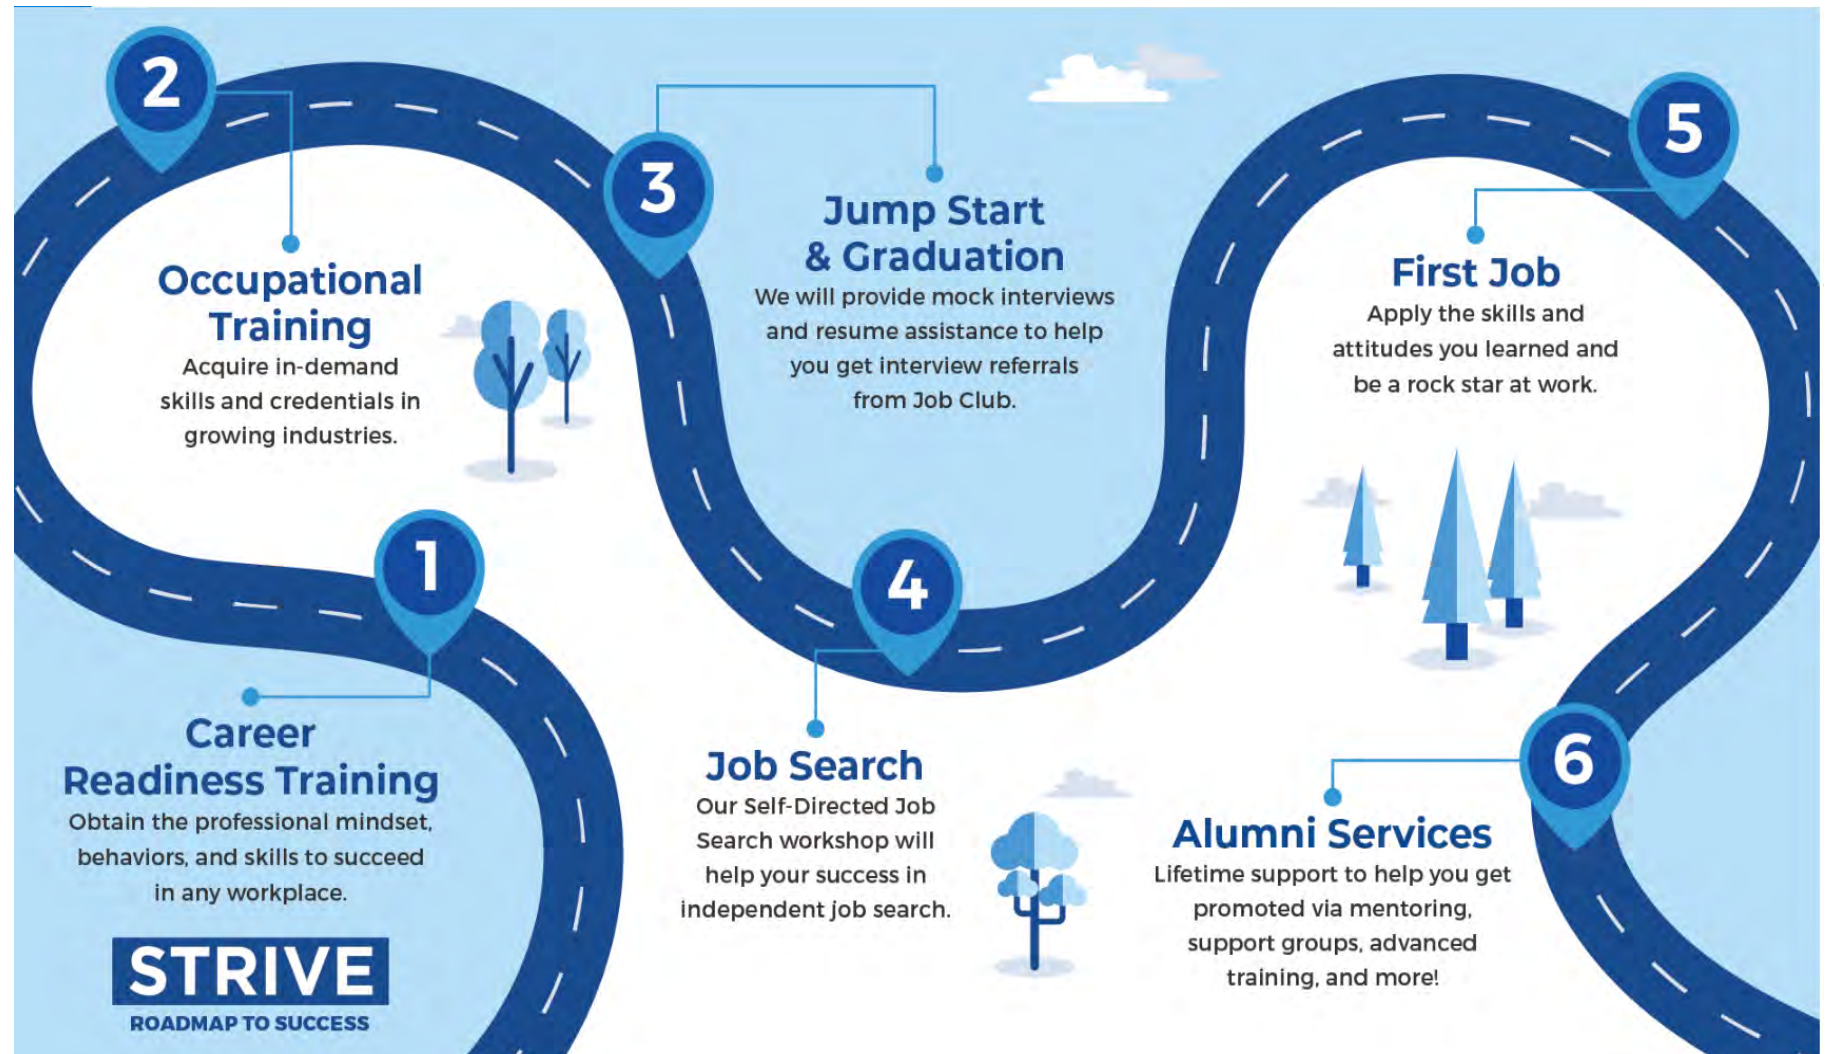 2
Occupational
Training
Acquire in-demand
skills and credentials in
growing industries.
3
Jump Start
& Graduation
We will provide mock interviews
and resume assistance to help
you get interview referrals
from Job Club.
5
First Job
Apply the skills and
attitudes you learned and
be a rock star at work.
1
Career
Readiness Training
Obtain the professional mindset,
behaviors, and skills to succeed
in any workplace.
4
Job Search
Our Self-Directed Job
Search workshop will
help your success in
independent job search.
6
Alumni Services
Lifetime support to help you get
promoted via mentoring,
support groups, advanced
training, and more!
STRIVE
ROADMAP TO SUCCESS